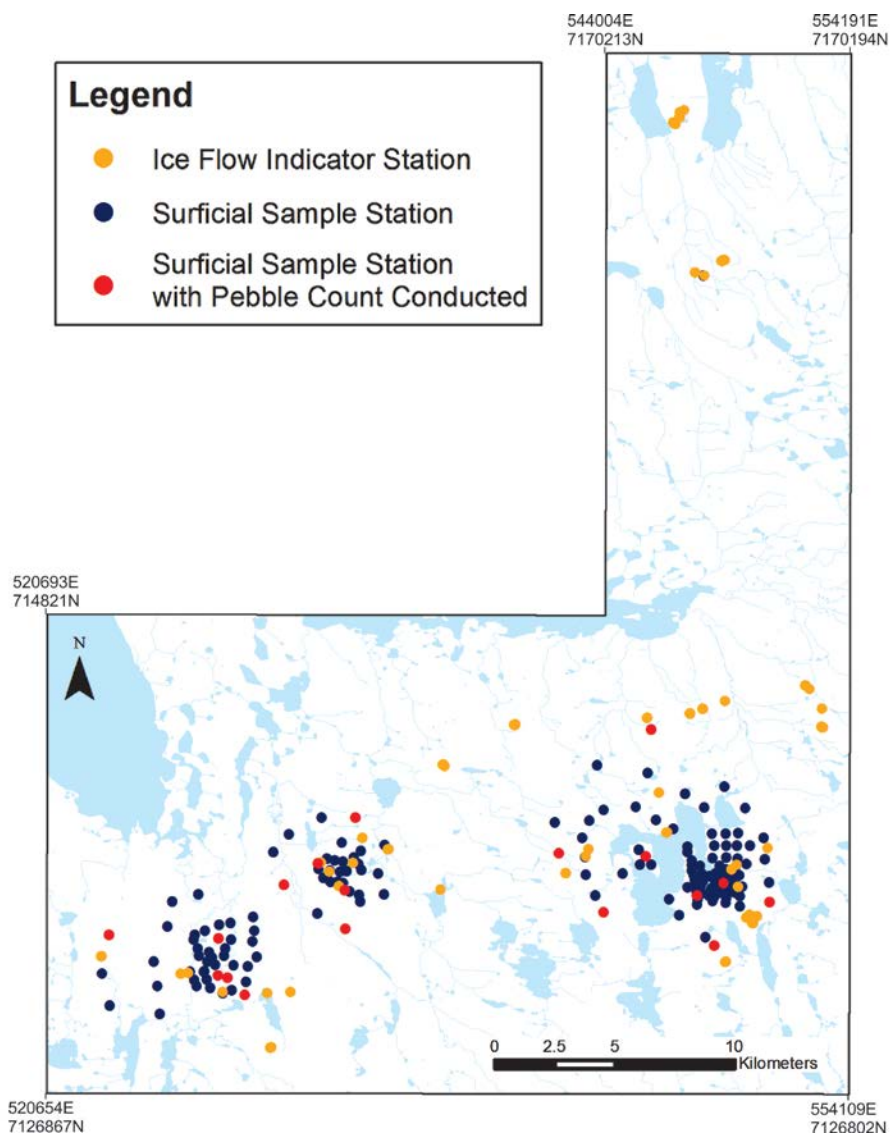 544004E
7170213N
554191E
7170194N
Legend
Ice Flow Indicator Station
Surficial Sample Station
Surficial Sample Station
with Pebble Count Conducted
520693E
714821N
N
0 2.5 5 10
Kilometers
520654E
7126867N
554109E
7126802N